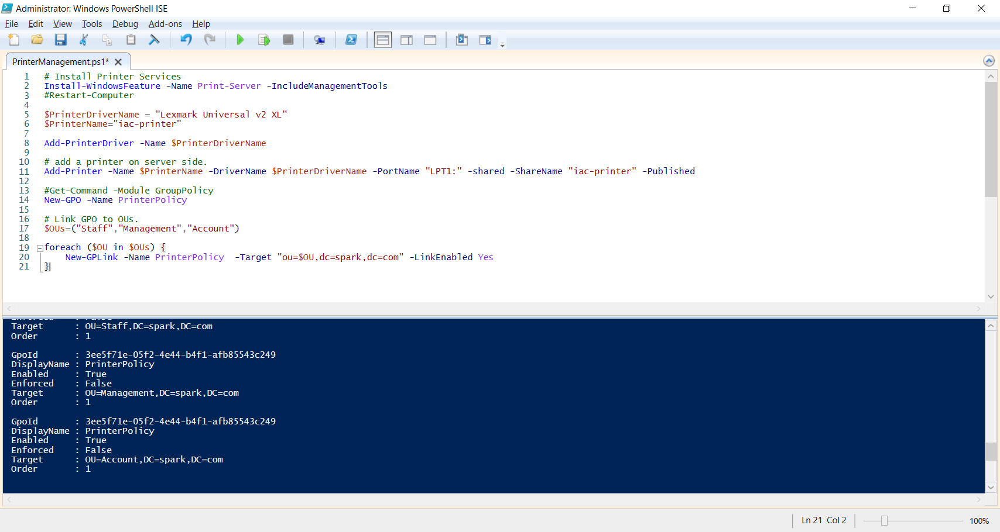 Administrator: Windows PowerShell ISE
File Edit View Tools Debug Add-ons Help
PrinterManagement.ps1*
1 # Install Printer Services
2 Install-WindowsFeature -Name Print-Server -IncludeManagementTools
3 #Restart-Computer
4
5 $PrinterDriverName = "Lexmark Universal v2 XL"
6 $PrinterName="iac-printer"
7
8 Add-PrinterDriver -Name $PrinterDriverName
9
10 # add a printer on server side.
11 Add-Printer -Name $PrinterName -DriverName $PrinterDriverName -PortName "LPT1:" -shared -ShareName "iac-printer" -Published
12
13 #Get-Command -Module GroupPolicy
14 New-GPO -Name PrinterPolicy
15
16 # Link GPO to OUs.
17 $OUs=("Staff","Management","Account")
18
19 foreach ($OU in $OUs) {
20     New-GPLink -Name PrinterPolicy  -Target "ou=$OU,dc=spark,dc=com" -LinkEnabled Yes
21 }
Target : OU=Staff,DC=spark,DC=com
Order : 1
GpoId : 3ee5f71e-05f2-4e44-b4f1-afb85543c249
DisplayName : PrinterPolicy
Enabled : True
Enforced : False
Target : OU=Management,DC=spark,DC=com
Order : 1
GpoId : 3ee5f71e-05f2-4e44-b4f1-afb85543c249
DisplayName : PrinterPolicy
Enabled : True
Enforced : False
Target : OU=Account,DC=spark,DC=com
Order : 1
Ln 21 Col 2
100%